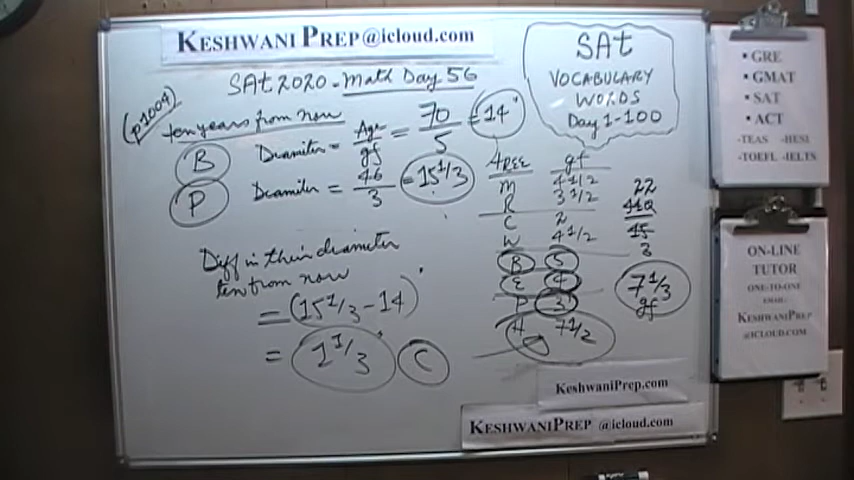 KESHWANI PREP@icloud.com
SAt 2020 - Math Day 56
(p1004)
ten years from now
B Diameter = Age/gf = 70/5 = 14
P Diameter = 46/3 = 15 1/3
Diff in their diameter
ten from now
= (15 1/3 - 14)
= 1 1/3 C
SAt
VOCABULARY
WORDS
Day 1-100
gf
M 4 1/2
R 3 1/2
C 2
W 4 1/2
B 5
E 4
P 3
H 7 1/2
22
15
3
7 1/3
gf
KESHWANIPREP.COM
KESHWANIPREP @icloud.com
• GRE
• GMAT
• SAT
• ACT
-TEAS -HESI
-TOEFL -IELTS
ON-LINE
TUTOR
ONE-TO-ONE
EMAIL
KESHWANIPREP
@ICLOUD.COM